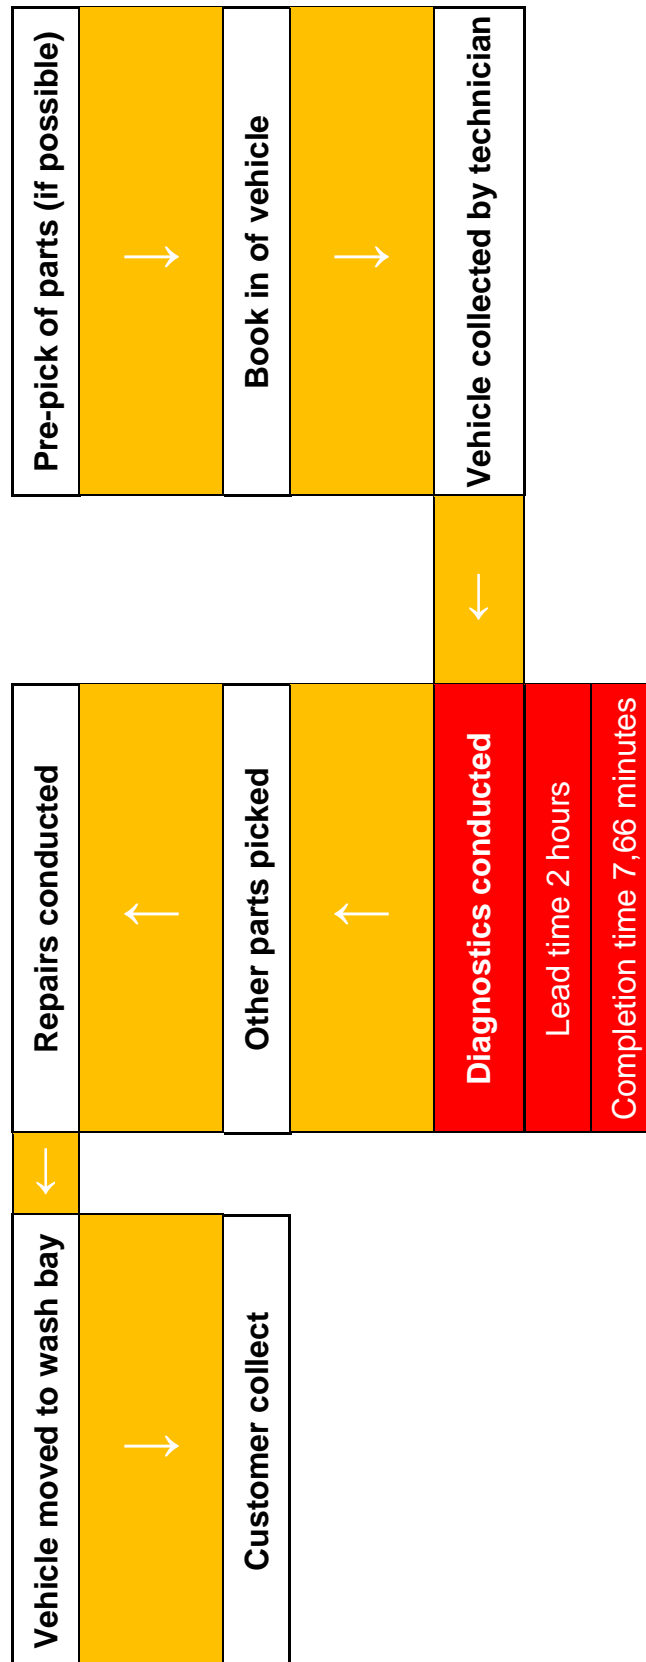 Pre-pick of parts (if possible)
→
Book in of vehicle
→
Vehicle collected by technician
←
Diagnostics conducted
Lead time 2 hours
Completion time 7,66 minutes
←
Other parts picked
←
Repairs conducted
←
Vehicle moved to wash bay
→
Customer collect